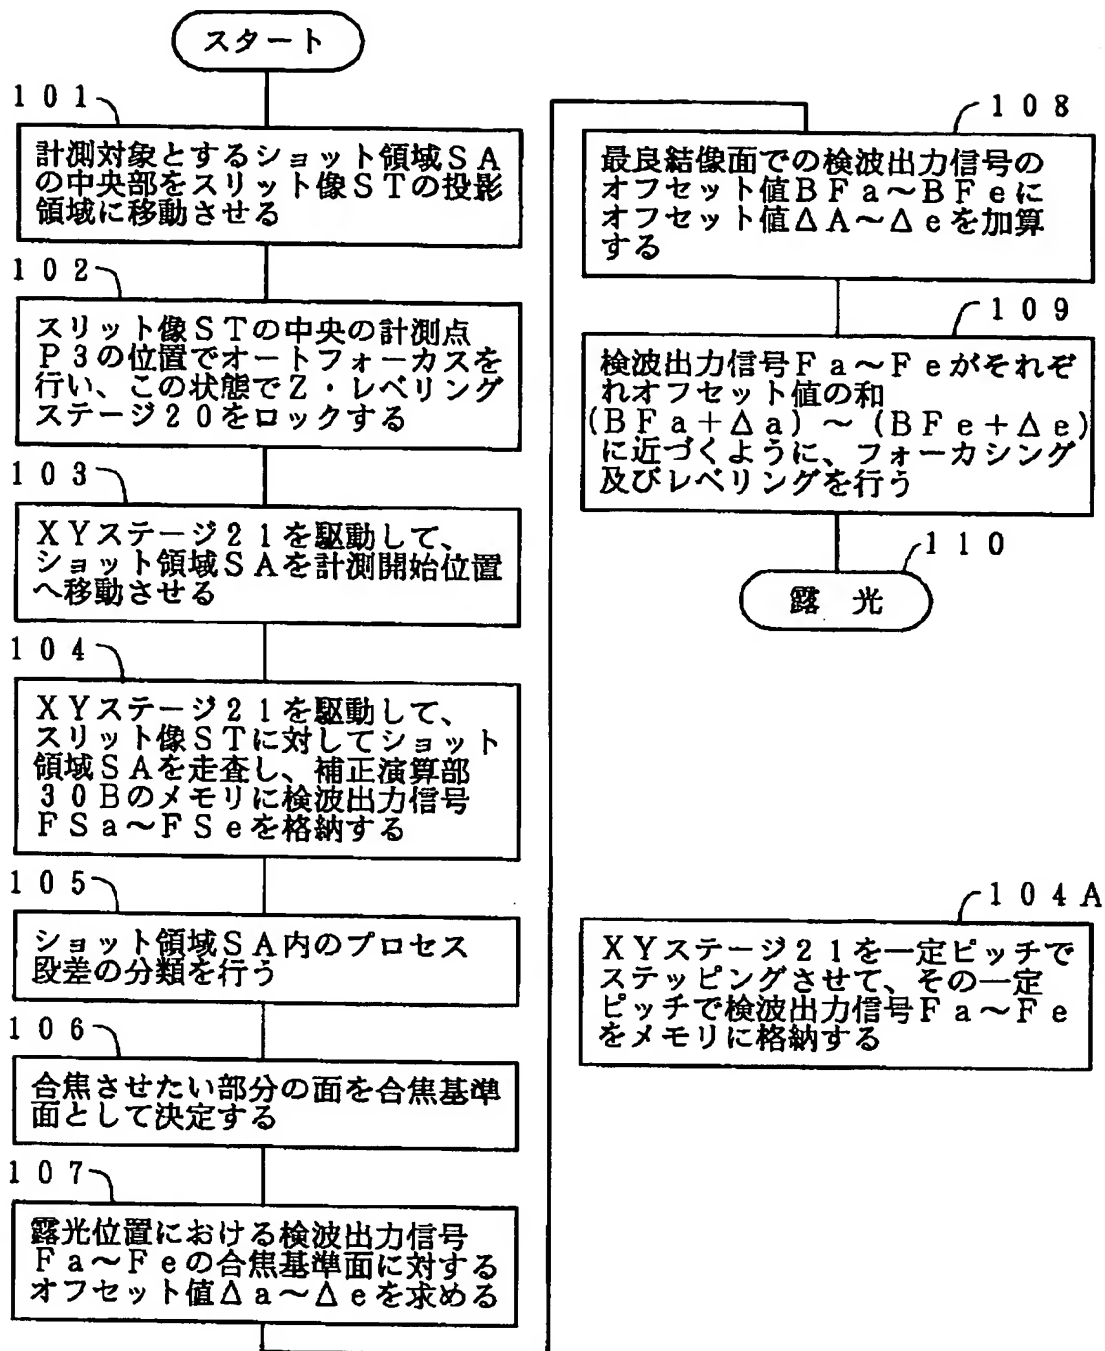 スタート
101
計測対象とするショット領域SA
の中央部をスリット像STの投影
領域に移動させる
102
スリット像STの中央の計測点
P3の位置でオートフォーカスを
行い、この状態でZ・レベリング
ステージ20をロックする
103
XYステージ21を駆動して、
ショット領域SAを計測開始位置
へ移動させる
104
XYステージ21を駆動して、
スリット像STに対してショット
領域SAを走査し、補正演算部
30Bのメモリに検波出力信号
FSa～FSeを格納する
105
ショット領域SA内のプロセス
段差の分類を行う
106
合焦させたい部分の面を合焦基準
面として決定する
107
露光位置における検波出力信号
Fa～Feの合焦基準面に対する
オフセット値Δa～Δeを求める
108
最良結像面での検波出力信号の
オフセット値BFa～BFeに
オフセット値ΔA～Δeを加算
する
109
検波出力信号Fa～Feがそれぞ
れオフセット値の和
(BFa+Δa)～(BFe+Δe)
に近づくように、フォーカシング
及びレベリングを行う
110
露 光
104A
XYステージ21を一定ピッチで
ステッピングさせて、その一定
ピッチで検波出力信号Fa～Fe
をメモリに格納する